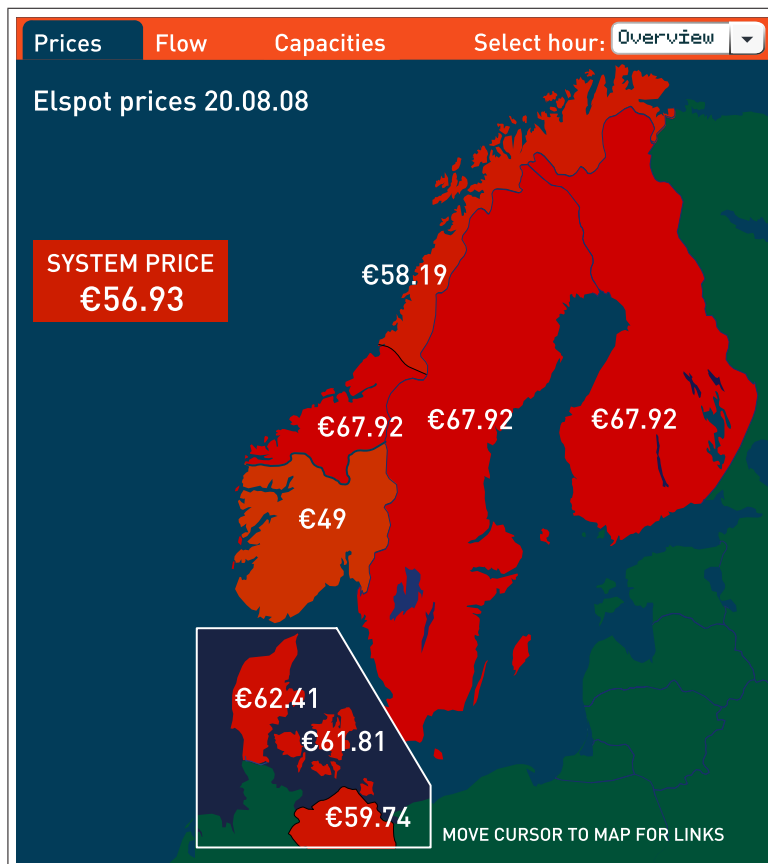 Prices Flow Capacities Select hour: Overview
Elspot prices 20.08.08
SYSTEM PRICE
€56.93
€58.19
€67.92 €67.92 €67.92
€49
€62.41
€61.81
€59.74
MOVE CURSOR TO MAP FOR LINKS